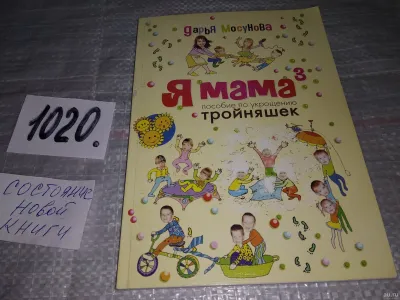 Дарья Мосунова
Я мама³
пособие по укрощению
тройняшек
1020.
СОСТОЯНИЕ
НОВОЙ
КНИГИ